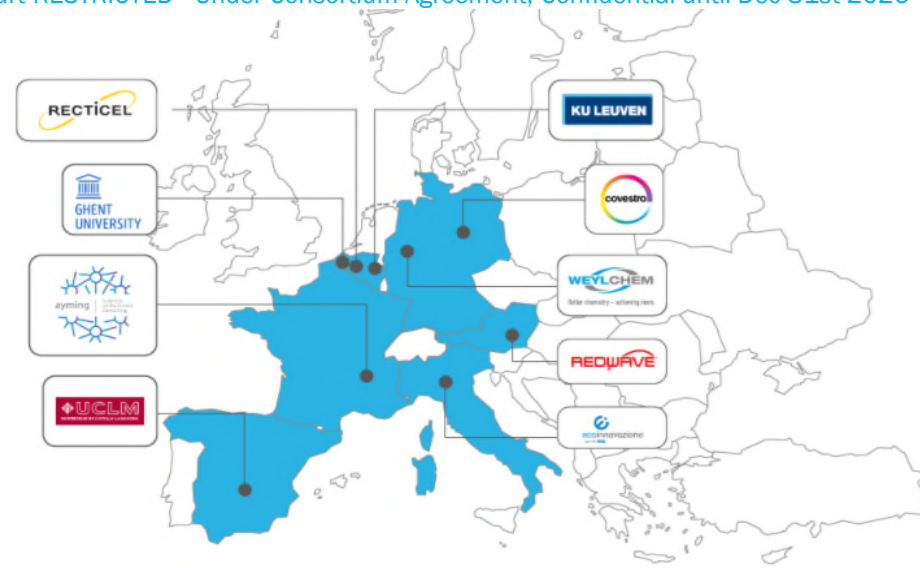 RESTRICTED - Under Consortium Agreement, Confidential until Dec 31st 2020
RECTICEL
KU LEUVEN
GHENT
UNIVERSITY
covestro
ayming
WEYLCHEM
Better chemistry – achieving more.
REDWAVE
UCLM
ecoinnovazione